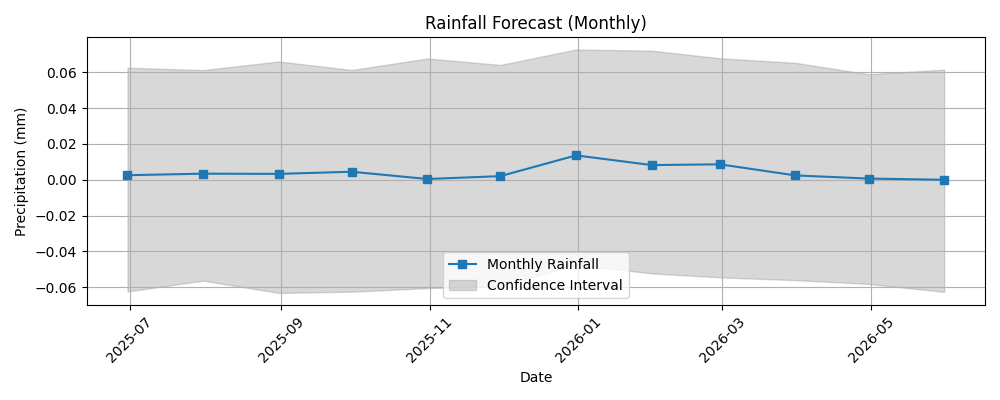 Rainfall Forecast (Monthly)
Precipitation (mm)
0.06
0.04
0.02
0.00
−0.02
−0.04
−0.06
Monthly Rainfall
Confidence Interval
2025-07
2025-09
2025-11
2026-01
2026-03
2026-05
Date